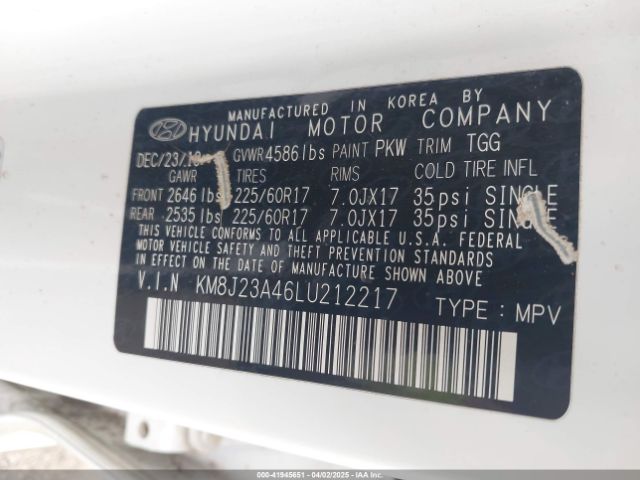 MANUFACTURED IN KOREA BY
HYUNDAI MOTOR COMPANY
GVWR 4586 lbs PAINT PKW TRIM TGG
GAWR TIRES RIMS COLD TIRE INFL
FRONT 2646 lbs 225/60R17 7.0JX17 35psi SINGLE
REAR 2535 lbs 225/60R17 7.0JX17 35psi SINGLE
THIS VEHICLE CONFORMS TO ALL APPLICABLE U.S.A. FEDERAL
MOTOR VEHICLE SAFETY AND THEFT PREVENTION STANDARDS
IN EFFECT ON THE DATE OF MANUFACTURE SHOWN ABOVE.
V.I.N KM8J23A46LU212217 TYPE : MPV
000-41945651 | 04/02/2025 | IAAI.COM